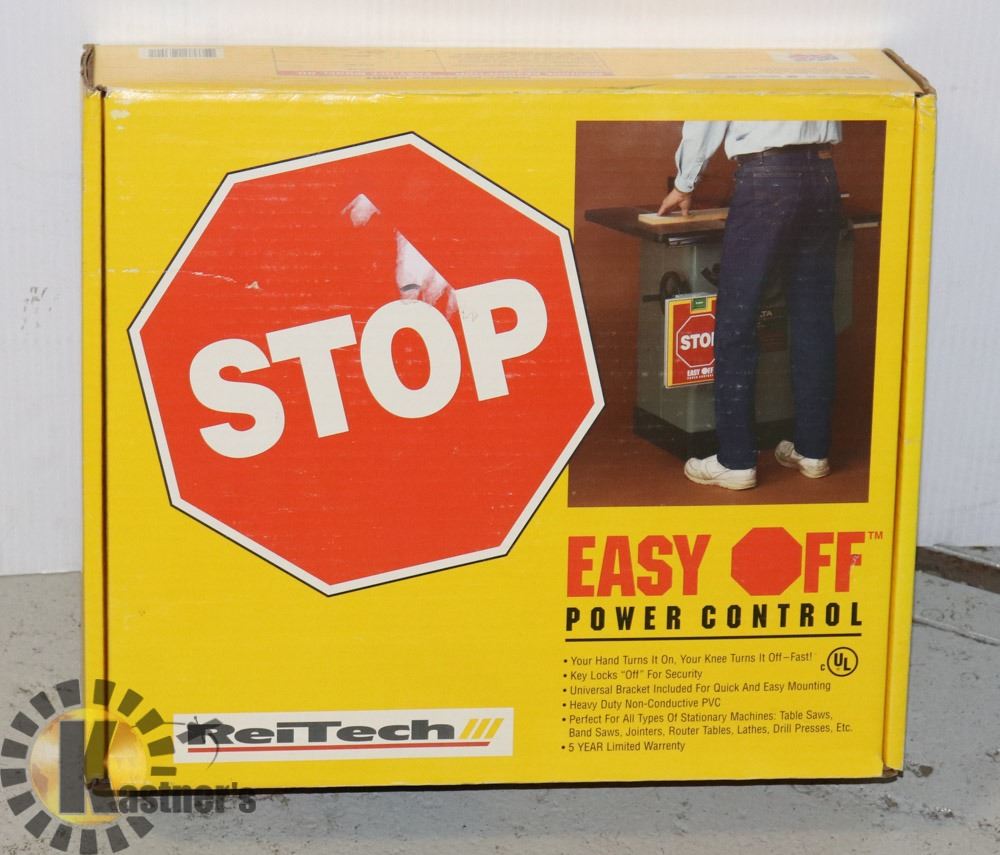 STOP
STOP
EASY OFF
EASY OFF™
POWER CONTROL
• Your Hand Turns It On, Your Knee Turns It Off–Fast!
• Key Locks "Off" For Security
• Universal Bracket Included For Quick And Easy Mounting
• Heavy Duty Non-Conductive PVC
• Perfect For All Types Of Stationary Machines: Table Saws,
Band Saws, Jointers, Router Tables, Lathes, Drill Presses, Etc.
• 5 YEAR Limited Warrenty
c UL
ReiTech
Kastner's